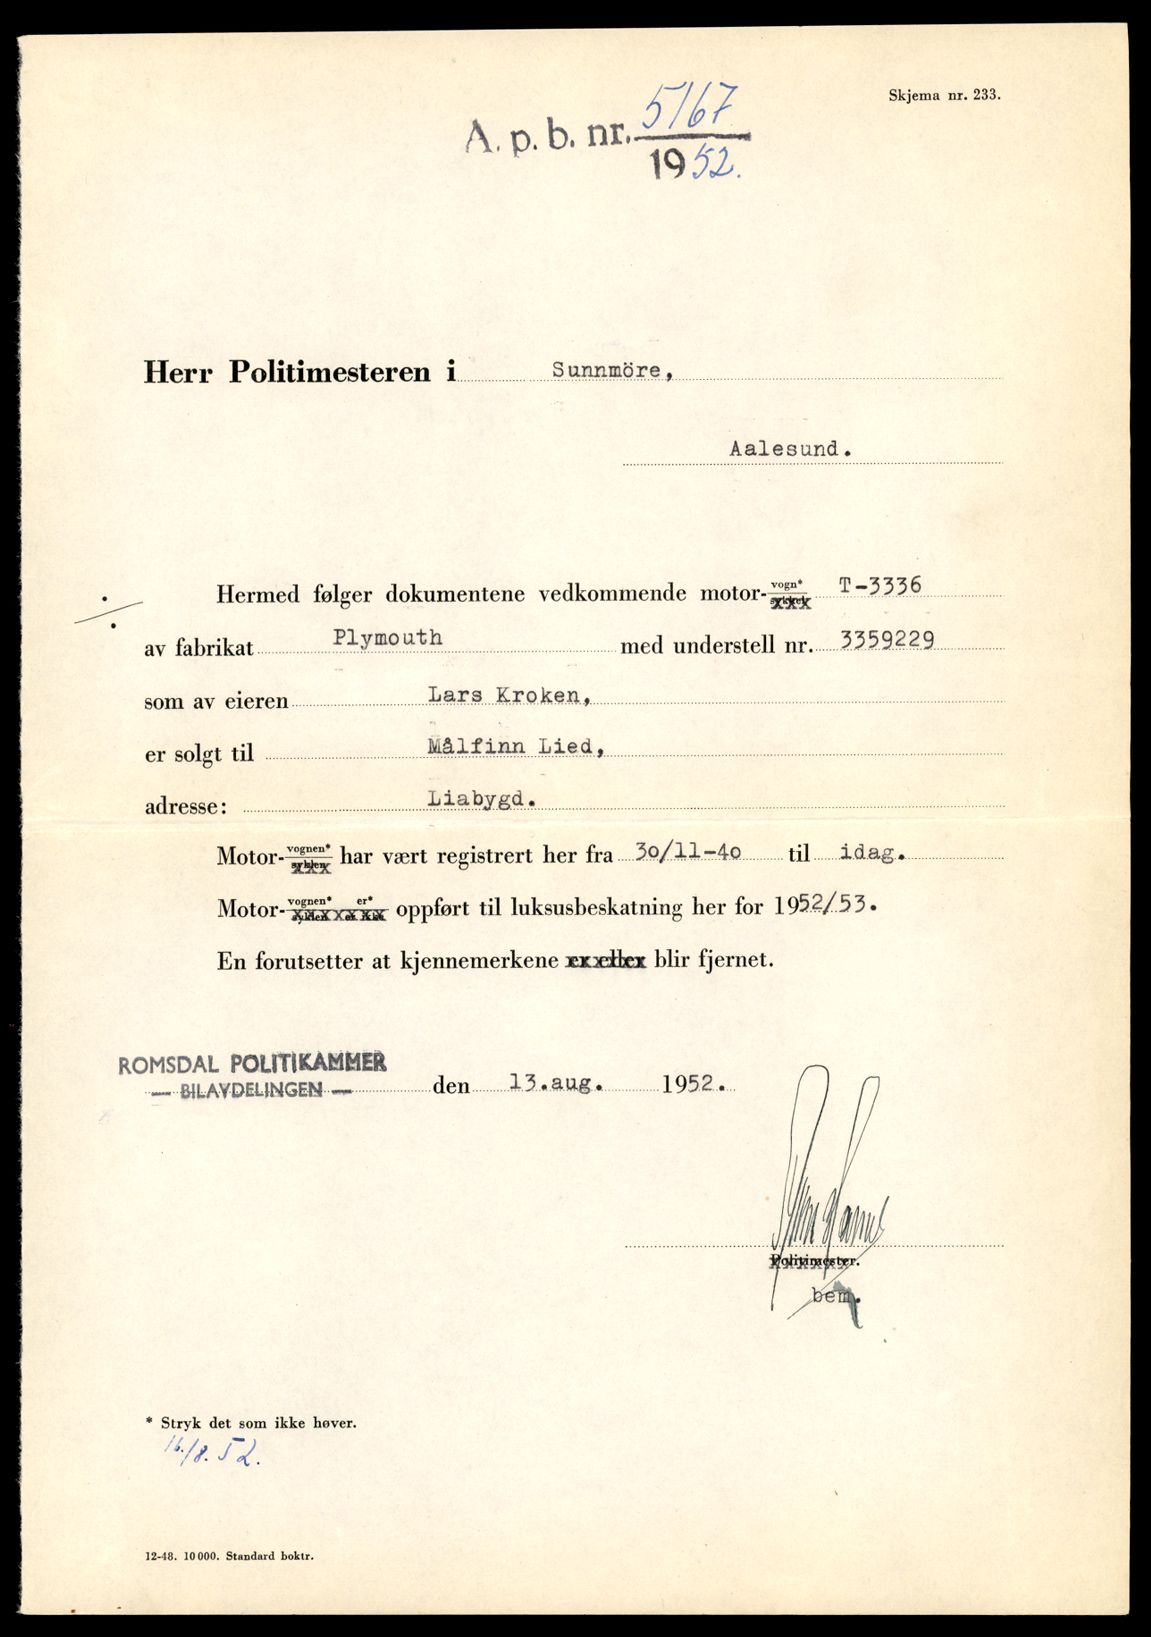 Skjema nr. 233.
A. p. b. nr. 5167
1952.
Herr Politimesteren i Sunnmöre,
Aalesund.
Hermed følger dokumentene vedkommende motor-vogn* T-3336
av fabrikat Plymouth med understell nr. 3359229
som av eieren Lars Kroken,
er solgt til Målfinn Lied,
adresse: Liabygd.
Motor-vognen* har vært registrert her fra 30/11-40 til idag.
Motor-vognen* er* oppført til luksusbeskatning her for 1952/53.
En forutsetter at kjennemerkene er eller blir fjernet.
ROMSDAL POLITIKAMMER
— BILAVDELINGEN — den 13.aug. 1952.
Politimester.
bem.
* Stryk det som ikke høver.
16/8. 52.
12-48. 10 000. Standard boktr.